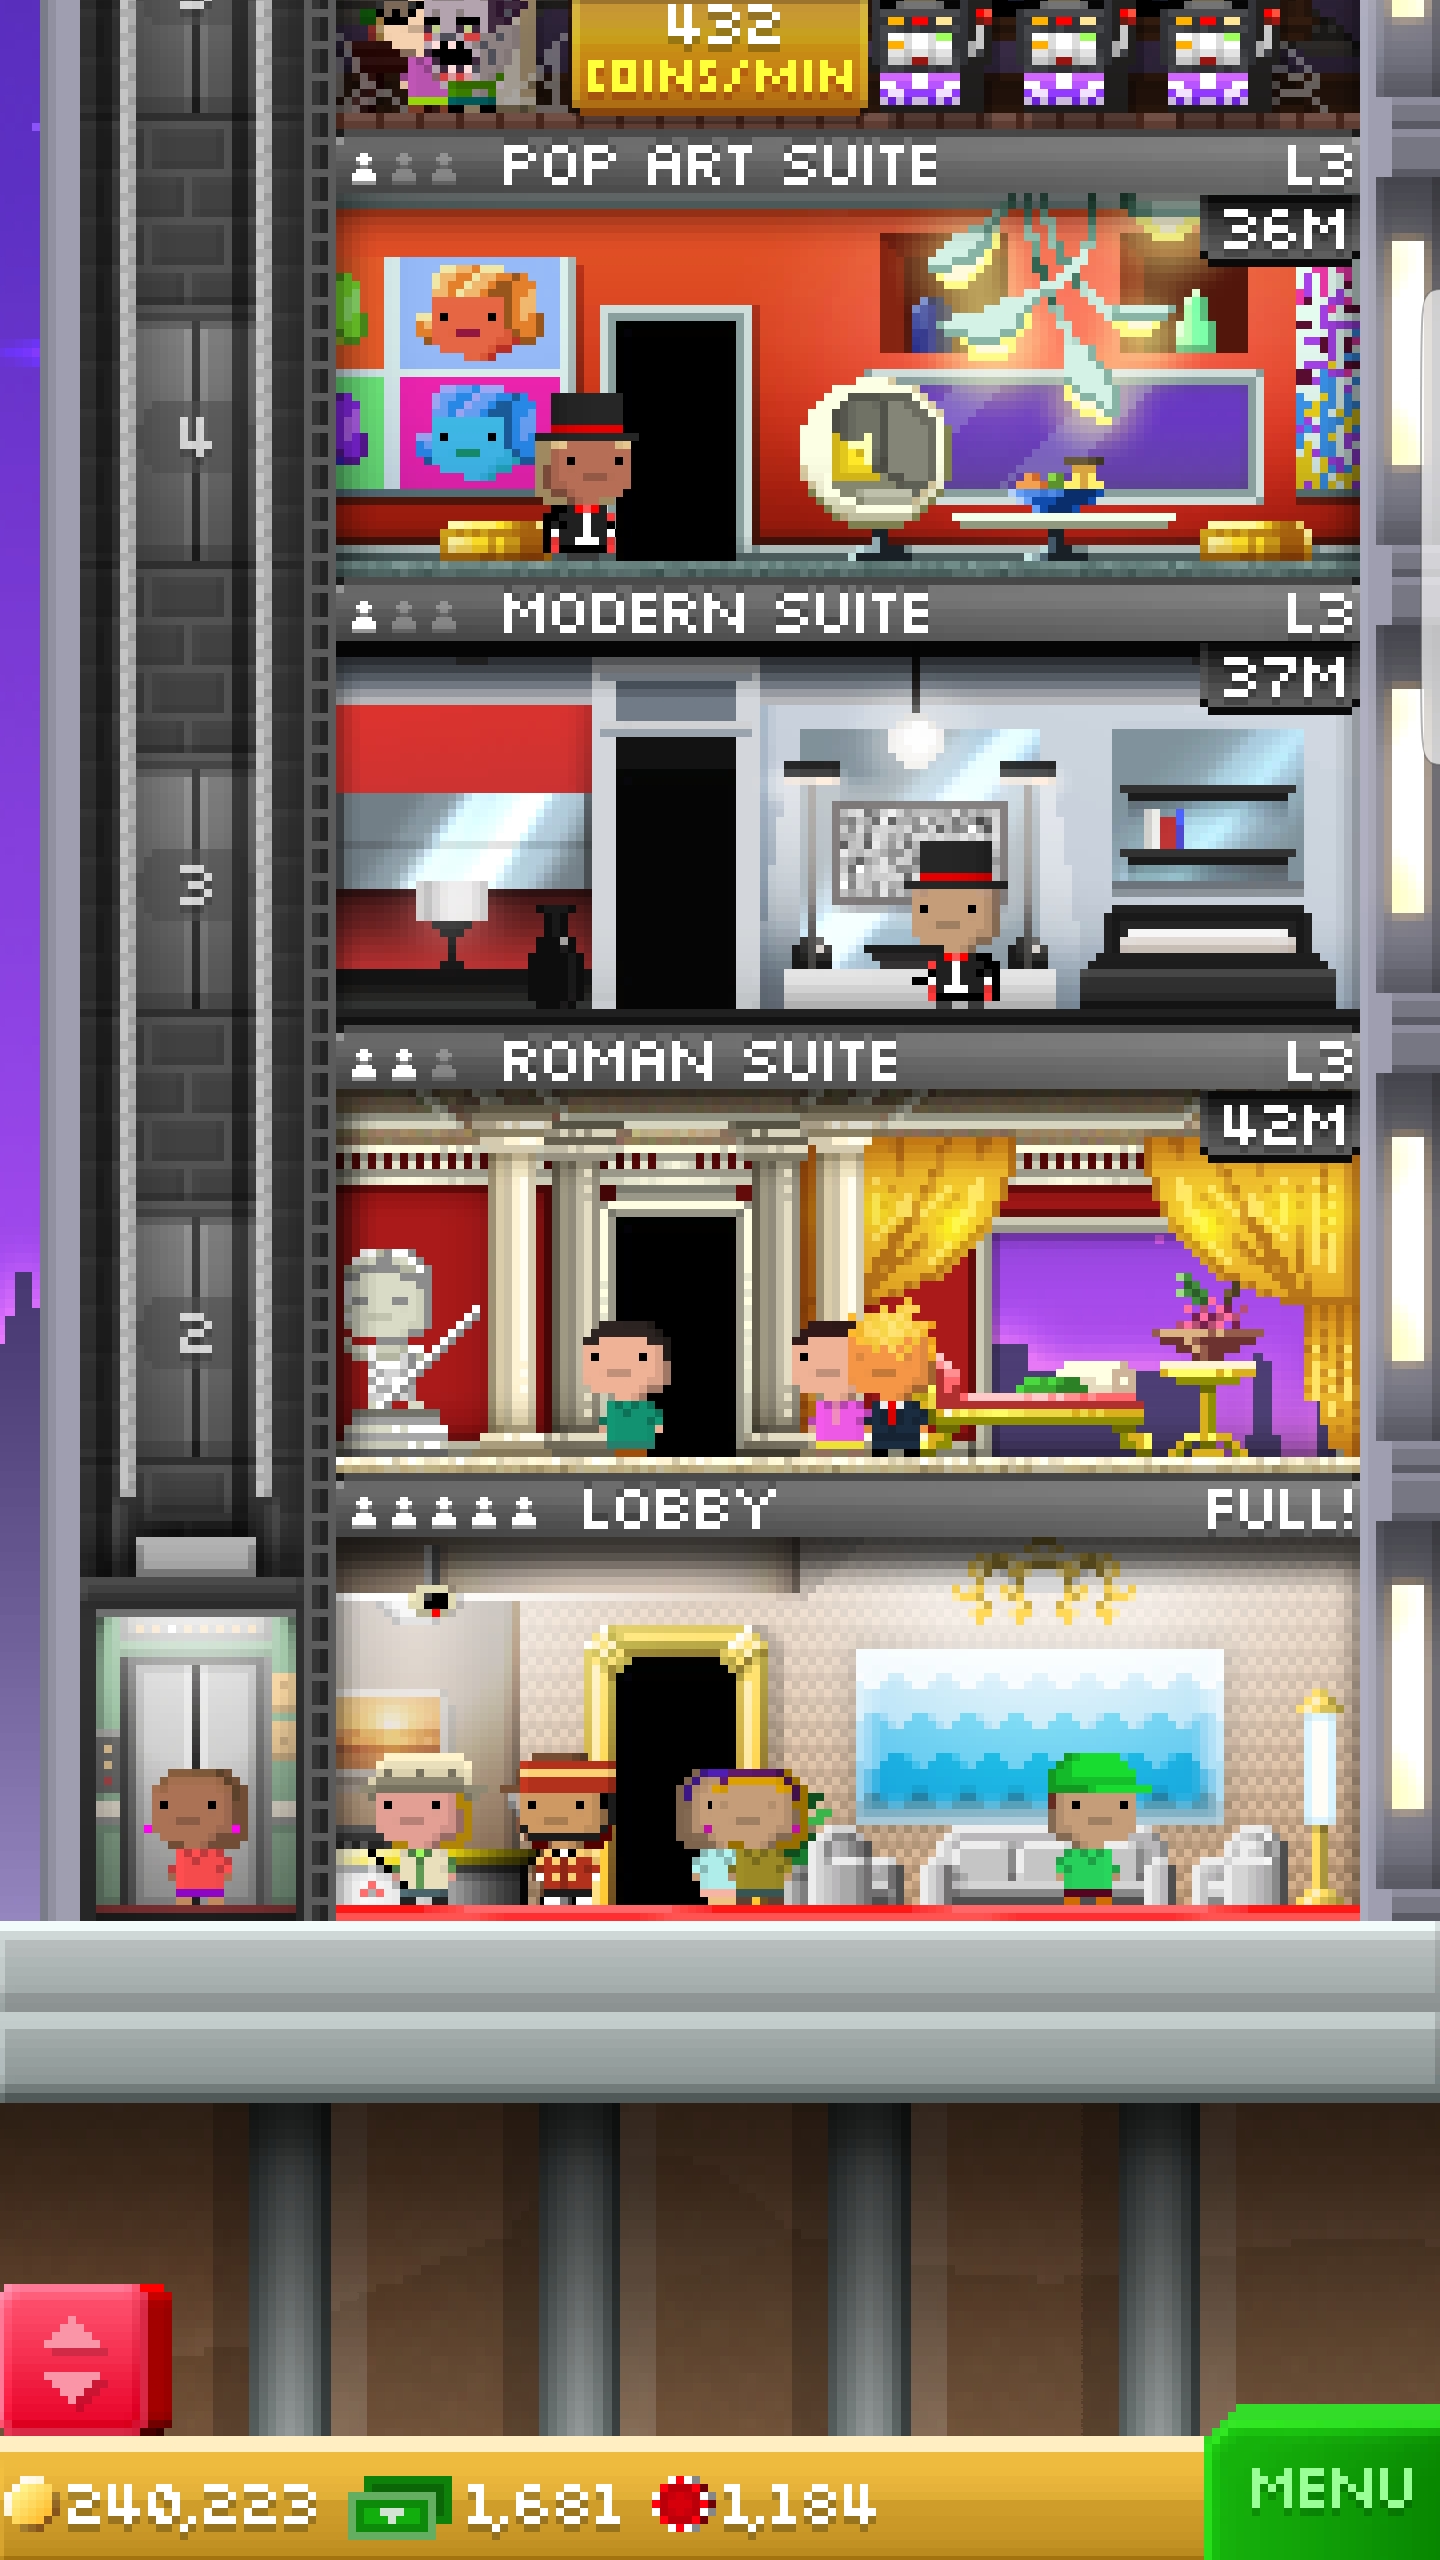 432
COINS/MIN
POP ART SUITE L3
36M
4
MODERN SUITE L3
37M
3
ROMAN SUITE L3
42M
2
LOBBY FULL!
240,223 1,681 1,184
MENU